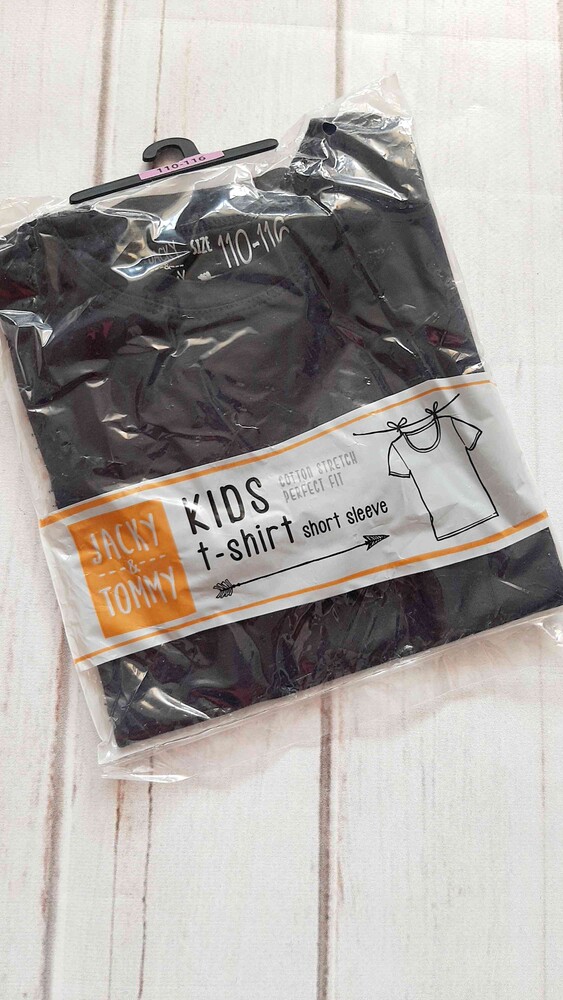 110-116
SIZE 110-116
KIDS
COTTON STRETCH
PERFECT FIT
t-shirt short sleeve
JACKY
&
TOMMY